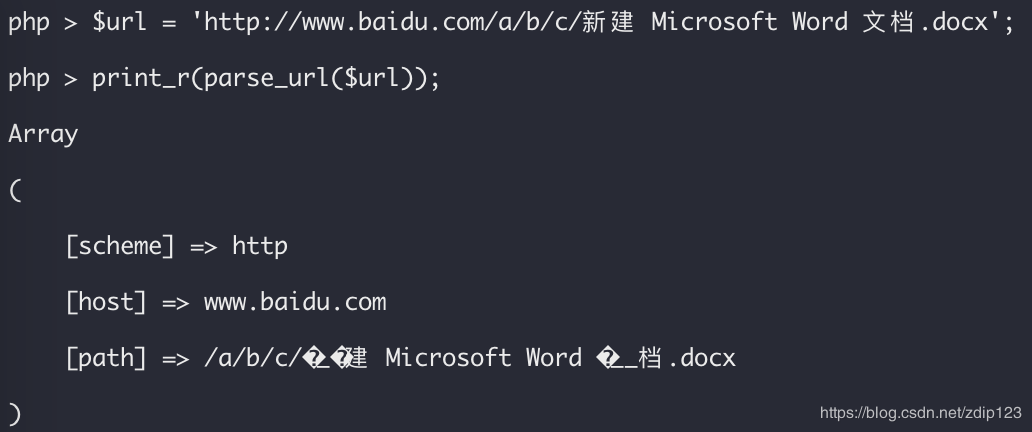 php > $url = 'http://www.baidu.com/a/b/c/新建 Microsoft Word 文档.docx';
php > print_r(parse_url($url));
Array
(
[scheme] => http
[host] => www.baidu.com
[path] => /a/b/c/�_�建 Microsoft Word �__档.docx
)
https://blog.csdn.net/zdip123